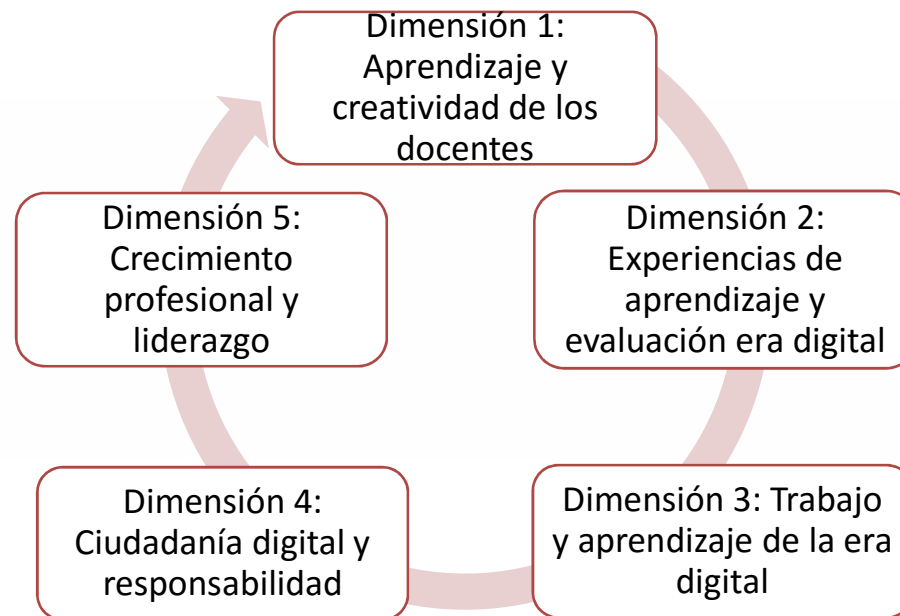 Dimensión 1:
Aprendizaje y
creatividad de los
docentes
Dimensión 2:
Experiencias de
aprendizaje y
evaluación era digital
Dimensión 3: Trabajo
y aprendizaje de la era
digital
Dimensión 4:
Ciudadanía digital y
responsabilidad
Dimensión 5:
Crecimiento
profesional y
liderazgo